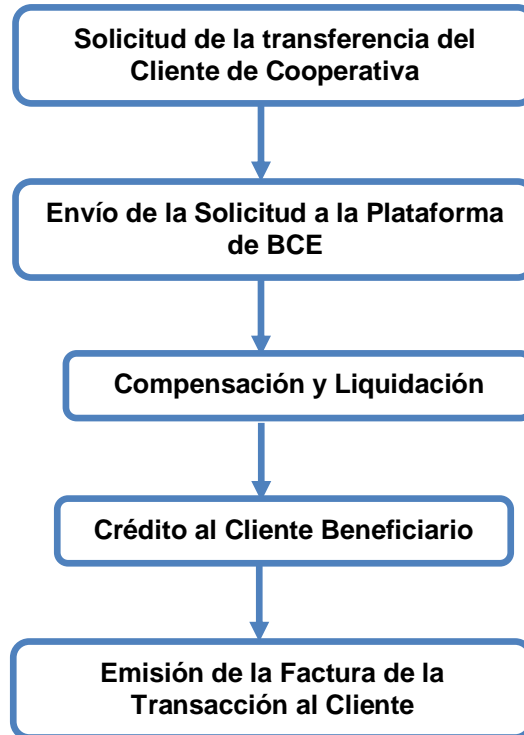 Solicitud de la transferencia del
Cliente de Cooperativa
Envío de la Solicitud a la Plataforma
de BCE
Compensación y Liquidación
Crédito al Cliente Beneficiario
Emisión de la Factura de la
Transacción al Cliente